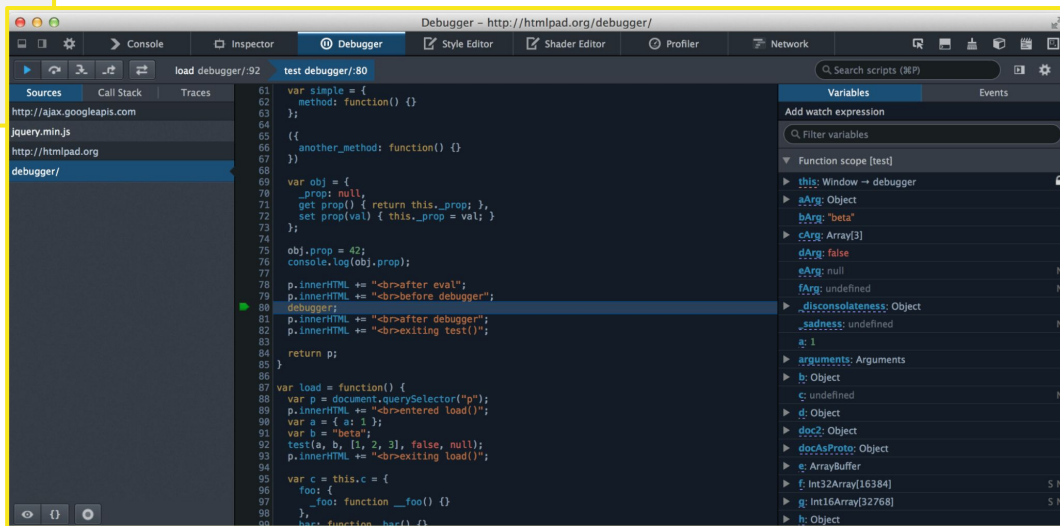 Debugger - http://htmlpad.org/debugger/
Console Inspector Debugger Style Editor Shader Editor Profiler Network
load debugger/:92 test debugger/:80 Search scripts (⌘P)
Sources Call Stack Traces
http://ajax.googleapis.com
jquery.min.js
http://htmlpad.org
debugger/
61 var simple = {
62 method: function() {}
63 };
64
65 ({
66 another_method: function() {}
67 })
68
69 var obj = {
70 _prop: null,
71 get prop() { return this._prop; },
72 set prop(val) { this._prop = val; }
73 };
74
75 obj.prop = 42;
76 console.log(obj.prop);
77
78 p.innerHTML += "<br>after eval";
79 p.innerHTML += "<br>before debugger";
80 debugger;
81 p.innerHTML += "<br>after debugger";
82 p.innerHTML += "<br>exiting test()";
83
84 return p;
85 }
86
87 var load = function() {
88 var p = document.querySelector("p");
89 p.innerHTML += "<br>entered load()";
90 var a = { a: 1 };
91 var b = "beta";
92 test(a, b, [1, 2, 3], false, null);
93 p.innerHTML += "<br>exiting load()";
94
95 var c = this.c = {
96 foo: {
97 _foo: function __foo() {}
98 },
99 bar: function _bar() {}
Variables Events
Add watch expression
Filter variables
Function scope [test]
this: Window → debugger
aArg: Object
bArg: "beta"
cArg: Array[3]
dArg: false
eArg: null
fArg: undefined
_disconsolateness: Object
_sadness: undefined
a: 1
arguments: Arguments
b: Object
c: undefined
d: Object
doc2: Object
docAsProto: Object
e: ArrayBuffer
f: Int32Array[16384]
g: Int16Array[32768]
h: Object